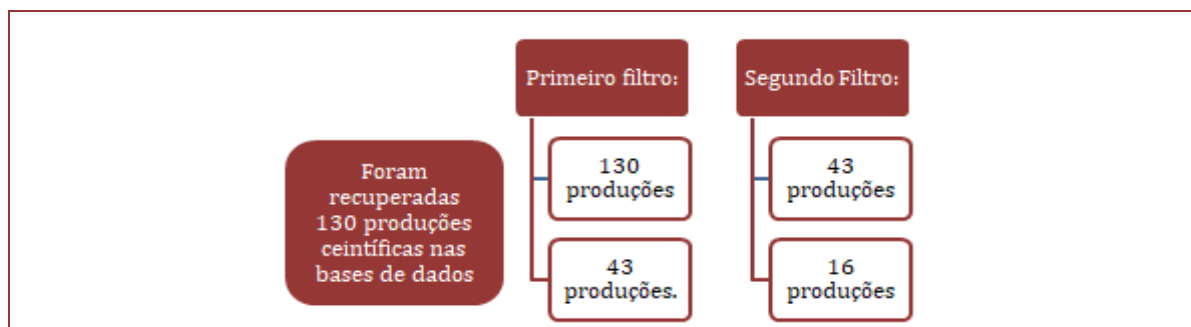 Foram
recuperadas
130 produções
ceintíficas nas
bases de dados
Primeiro filtro:
130
produções
43
produções.
Segundo Filtro:
43
produções
16
produções